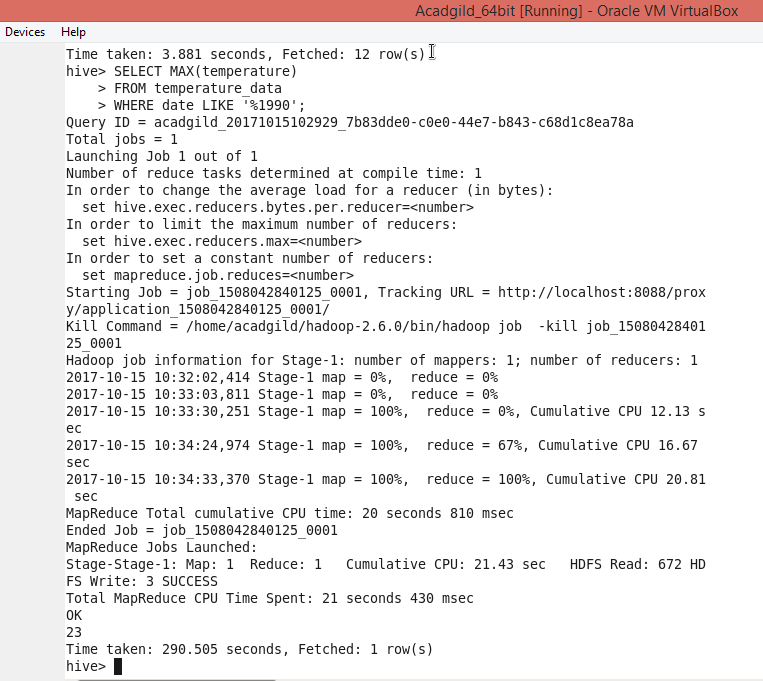 Acadgild_64bit [Running] - Oracle VM VirtualBox
Devices Help
Time taken: 3.881 seconds, Fetched: 12 row(s)
hive> SELECT MAX(temperature)
    > FROM temperature_data
    > WHERE date LIKE '%1990';
Query ID = acadgild_20171015102929_7b83dde0-c0e0-44e7-b843-c68d1c8ea78a
Total jobs = 1
Launching Job 1 out of 1
Number of reduce tasks determined at compile time: 1
In order to change the average load for a reducer (in bytes):
  set hive.exec.reducers.bytes.per.reducer=<number>
In order to limit the maximum number of reducers:
  set hive.exec.reducers.max=<number>
In order to set a constant number of reducers:
  set mapreduce.job.reduces=<number>
Starting Job = job_1508042840125_0001, Tracking URL = http://localhost:8088/prox
y/application_1508042840125_0001/
Kill Command = /home/acadgild/hadoop-2.6.0/bin/hadoop job  -kill job_15080428401
25_0001
Hadoop job information for Stage-1: number of mappers: 1; number of reducers: 1
2017-10-15 10:32:02,414 Stage-1 map = 0%,  reduce = 0%
2017-10-15 10:33:03,811 Stage-1 map = 0%,  reduce = 0%
2017-10-15 10:33:30,251 Stage-1 map = 100%,  reduce = 0%, Cumulative CPU 12.13 s
ec
2017-10-15 10:34:24,974 Stage-1 map = 100%,  reduce = 67%, Cumulative CPU 16.67
sec
2017-10-15 10:34:33,370 Stage-1 map = 100%,  reduce = 100%, Cumulative CPU 20.81
 sec
MapReduce Total cumulative CPU time: 20 seconds 810 msec
Ended Job = job_1508042840125_0001
MapReduce Jobs Launched:
Stage-Stage-1: Map: 1  Reduce: 1   Cumulative CPU: 21.43 sec   HDFS Read: 672 HD
FS Write: 3 SUCCESS
Total MapReduce CPU Time Spent: 21 seconds 430 msec
OK
23
Time taken: 290.505 seconds, Fetched: 1 row(s)
hive>